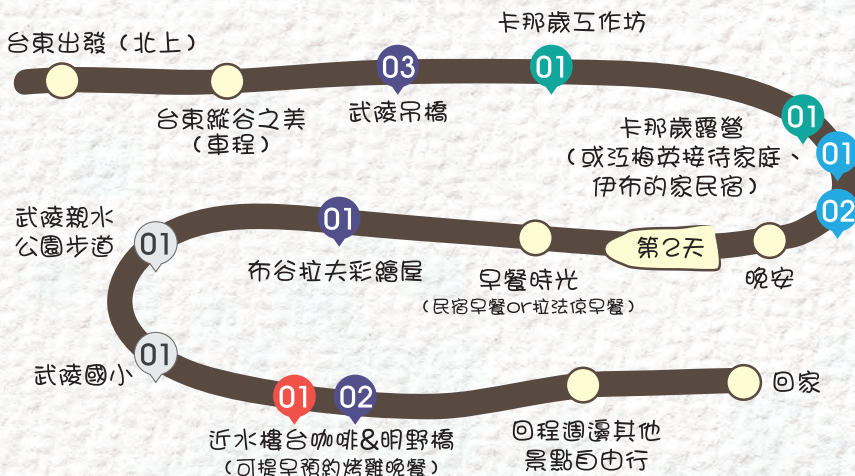 台東出發（北上）
台東縱谷之美
（車程）
03
武陵吊橋
卡那歲工作坊
01
01
卡那歲露營
（或江梅英接待家庭、
伊布的家民宿）
01
02
晚安
第2天
早餐時光
（民宿早餐or拉法倞早餐）
01
布谷拉夫彩繪屋
武陵親水
公園步道
01
01
武陵國小
01
02
近水樓台咖啡&明野橋
（可提早預約烤雞晚餐）
回程週邊其他
景點自由行
回家